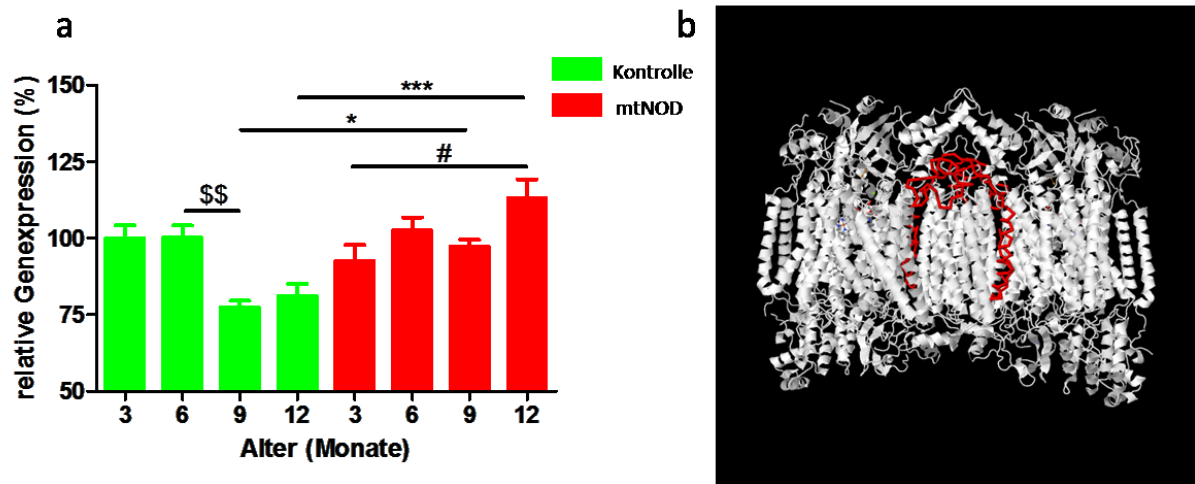 a
b
Kontrolle
mtNOD
relative Genexpression (%)
150
125
100
75
50
***
*
#
$$
3 6 9 12 3 6 9 12
Alter (Monate)